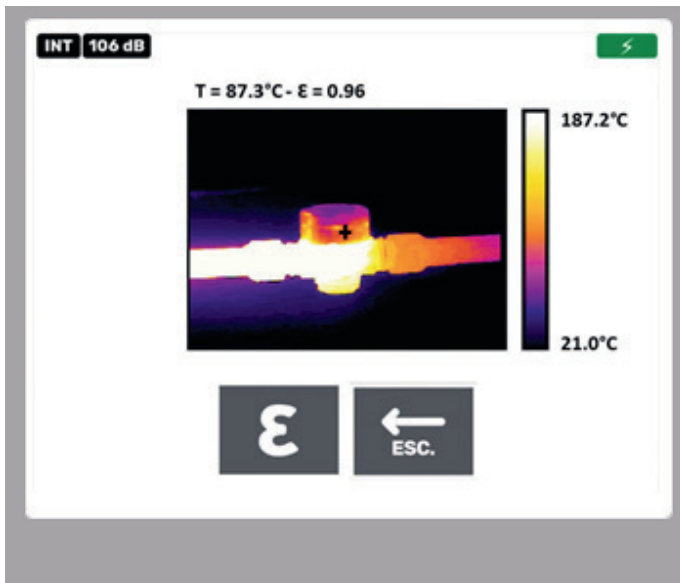 INT 106 dB
T = 87.3°C - Ɛ = 0.96
187.2°C
21.0°C
Ɛ
ESC.